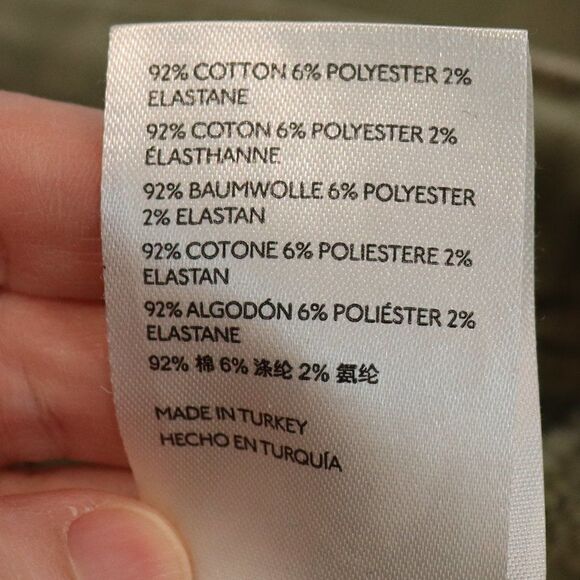 92% COTTON 6% POLYESTER 2%
ELASTANE
92% COTON 6% POLYESTER 2%
ÉLASTHANNE
92% BAUMWOLLE 6% POLYESTER
2% ELASTAN
92% COTONE 6% POLIESTERE 2%
ELASTAN
92% ALGODÓN 6% POLIÉSTER 2%
ELASTANE
92% 棉 6% 涤纶 2% 氨纶
MADE IN TURKEY
HECHO EN TURQUÍA